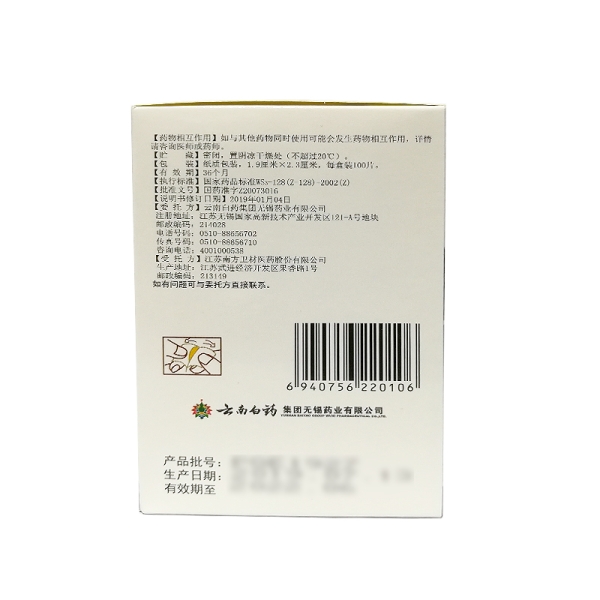 【药物相互作用】如与其他药物同时使用可能会发生药物相互作用，详情
请咨询医师或药师。
【贮　　藏】密闭，置阴凉干燥处（不超过20℃）。
【包　　装】纸质包装，1.9厘米×2.3厘米，每盒装100片。
【有 效 期】36个月
【执行标准】国家药品标准WS₃-128(Z-128)-2002(Z)
【批准文号】国药准字Z20073016
【说明书修订日期】2019年01月04日
【委 托 方】云南白药集团无锡药业有限公司
注册地址：江苏无锡国家高新技术产业开发区121-A号地块
邮政编码：214028
电话号码：0510-88656702
传真号码：0510-88656710
咨询电话：4001000538
【受 托 方】江苏南方卫材医药股份有限公司
生产地址：江苏武进经济开发区果香路1号
邮政编码：213149
如有问题可与委托方直接联系。
6 940756 220106
云南白药 集团无锡药业有限公司
YUNNAN BAIYAO GROUP WUXI PHARMACEUTICAL CO.,LTD.
产品批号：
生产日期：
有效期至